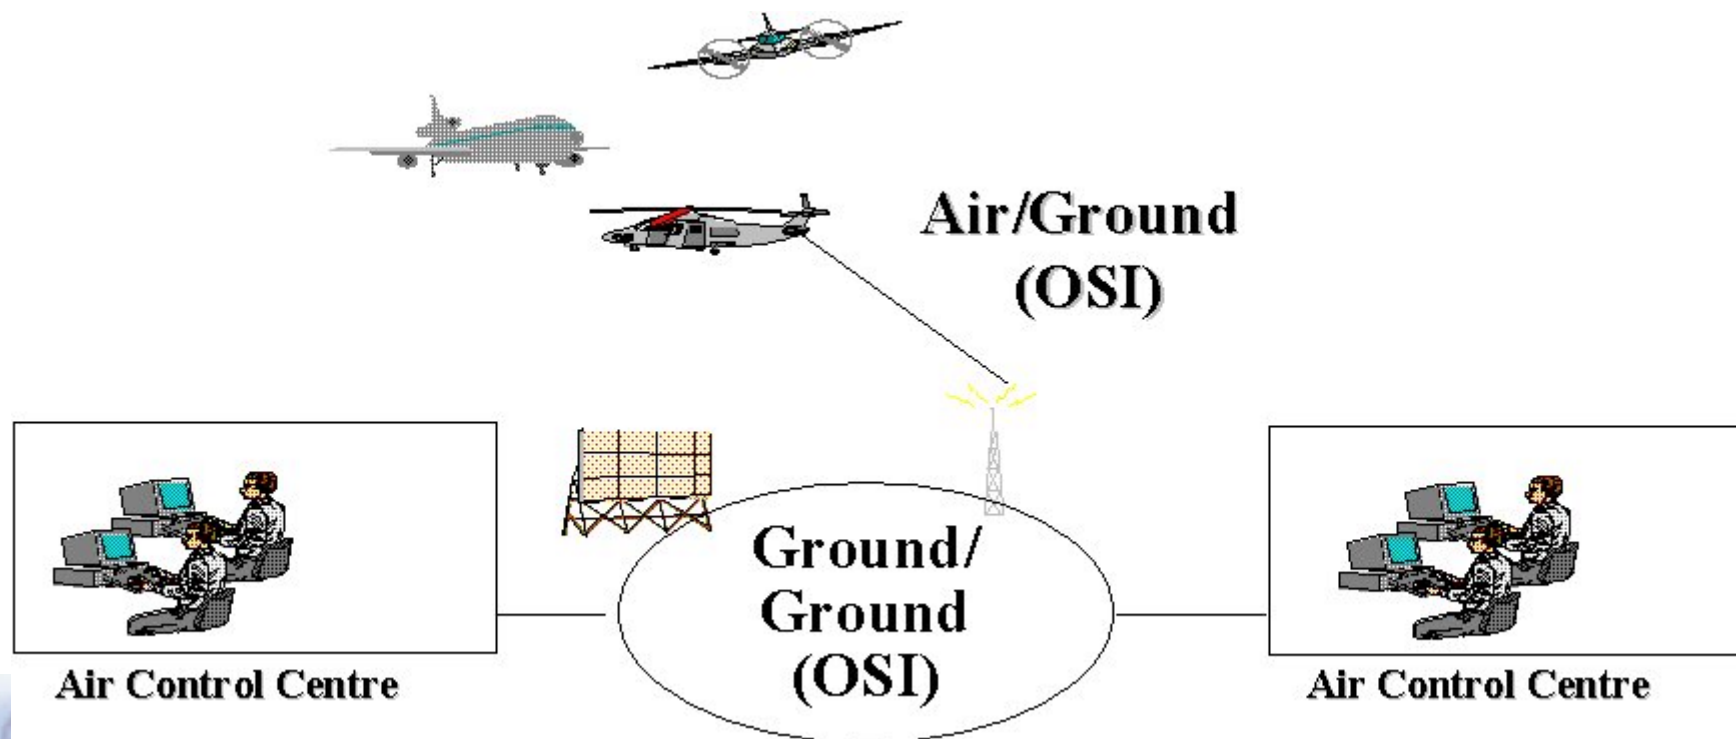 Air/Ground
(OSI)
Ground/
Ground
(OSI)
Air Control Centre
Air Control Centre